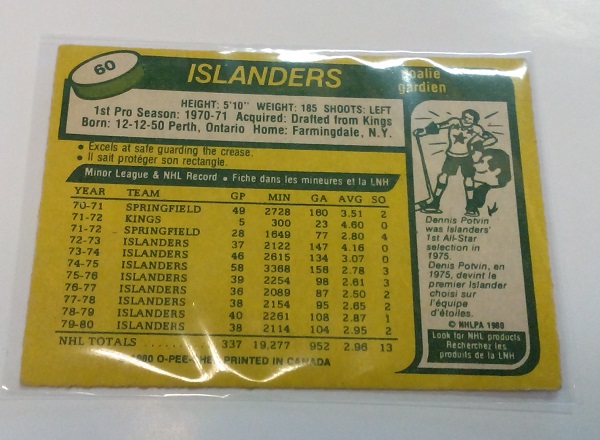 60
ISLANDERS
goalie
gardien
HEIGHT: 5'10" WEIGHT: 185 SHOOTS: LEFT
1st Pro Season: 1970-71 Acquired: Drafted from Kings
Born: 12-12-50 Perth, Ontario Home: Farmingdale, N.Y.
• Excels at safe guarding the crease.
• Il sait protéger son rectangle.
Minor League & NHL Record • Fiche dans les mineures et la LNH
YEAR TEAM GP MIN GA AVG SO
70-71 SPRINGFIELD 49 2728 160 3.51 2
71-72 KINGS 5 300 23 4.60 0
71-72 SPRINGFIELD 28 1649 77 2.80 4
72-73 ISLANDERS 37 2122 147 4.16 0
73-74 ISLANDERS 46 2615 134 3.07 0
74-75 ISLANDERS 58 3368 156 2.78 3
75-76 ISLANDERS 39 2254 98 2.61 3
76-77 ISLANDERS 36 2089 87 2.50 2
77-78 ISLANDERS 38 2154 95 2.65 2
78-79 ISLANDERS 40 2261 108 2.87 1
79-80 ISLANDERS 38 2114 104 2.95 2
NHL TOTALS ........ 337 19,277 952 2.96 13
1980 O-PEE-CHEE PRINTED IN CANADA
Dennis Potvin
was Islanders'
1st All-Star
selection in
1975.
Denis Potvin, en
1975, devint le
premier Islander
choisi sur
l'équipe
d'étoiles.
© NHLPA 1980
Look for NHL products
Recherchez les
produits de la LNH